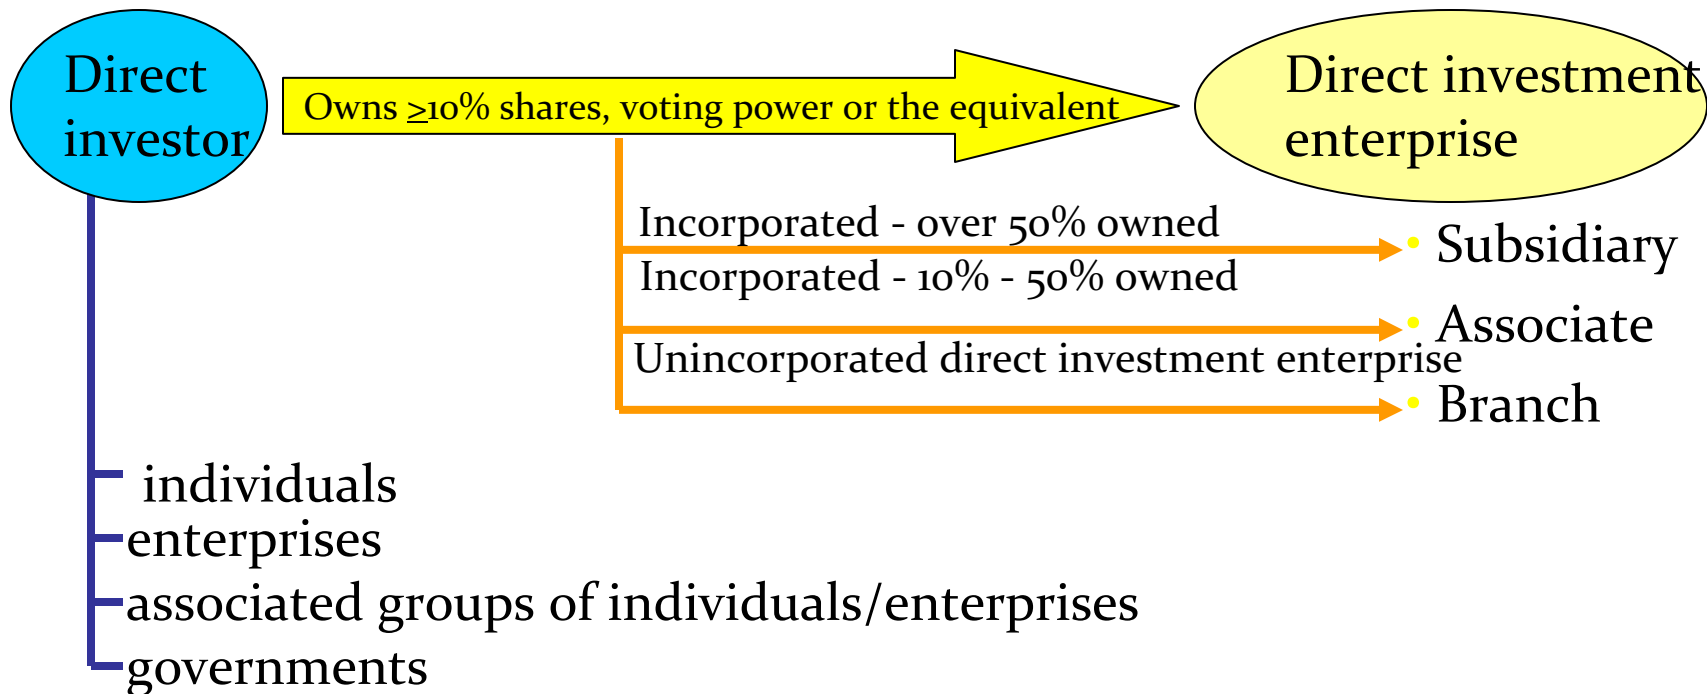 Direct
investor
Owns ≥10% shares, voting power or the equivalent
Direct investment
enterprise
Incorporated - over 50% owned
• Subsidiary
Incorporated - 10% - 50% owned
• Associate
Unincorporated direct investment enterprise
• Branch
individuals
enterprises
associated groups of individuals/enterprises
governments